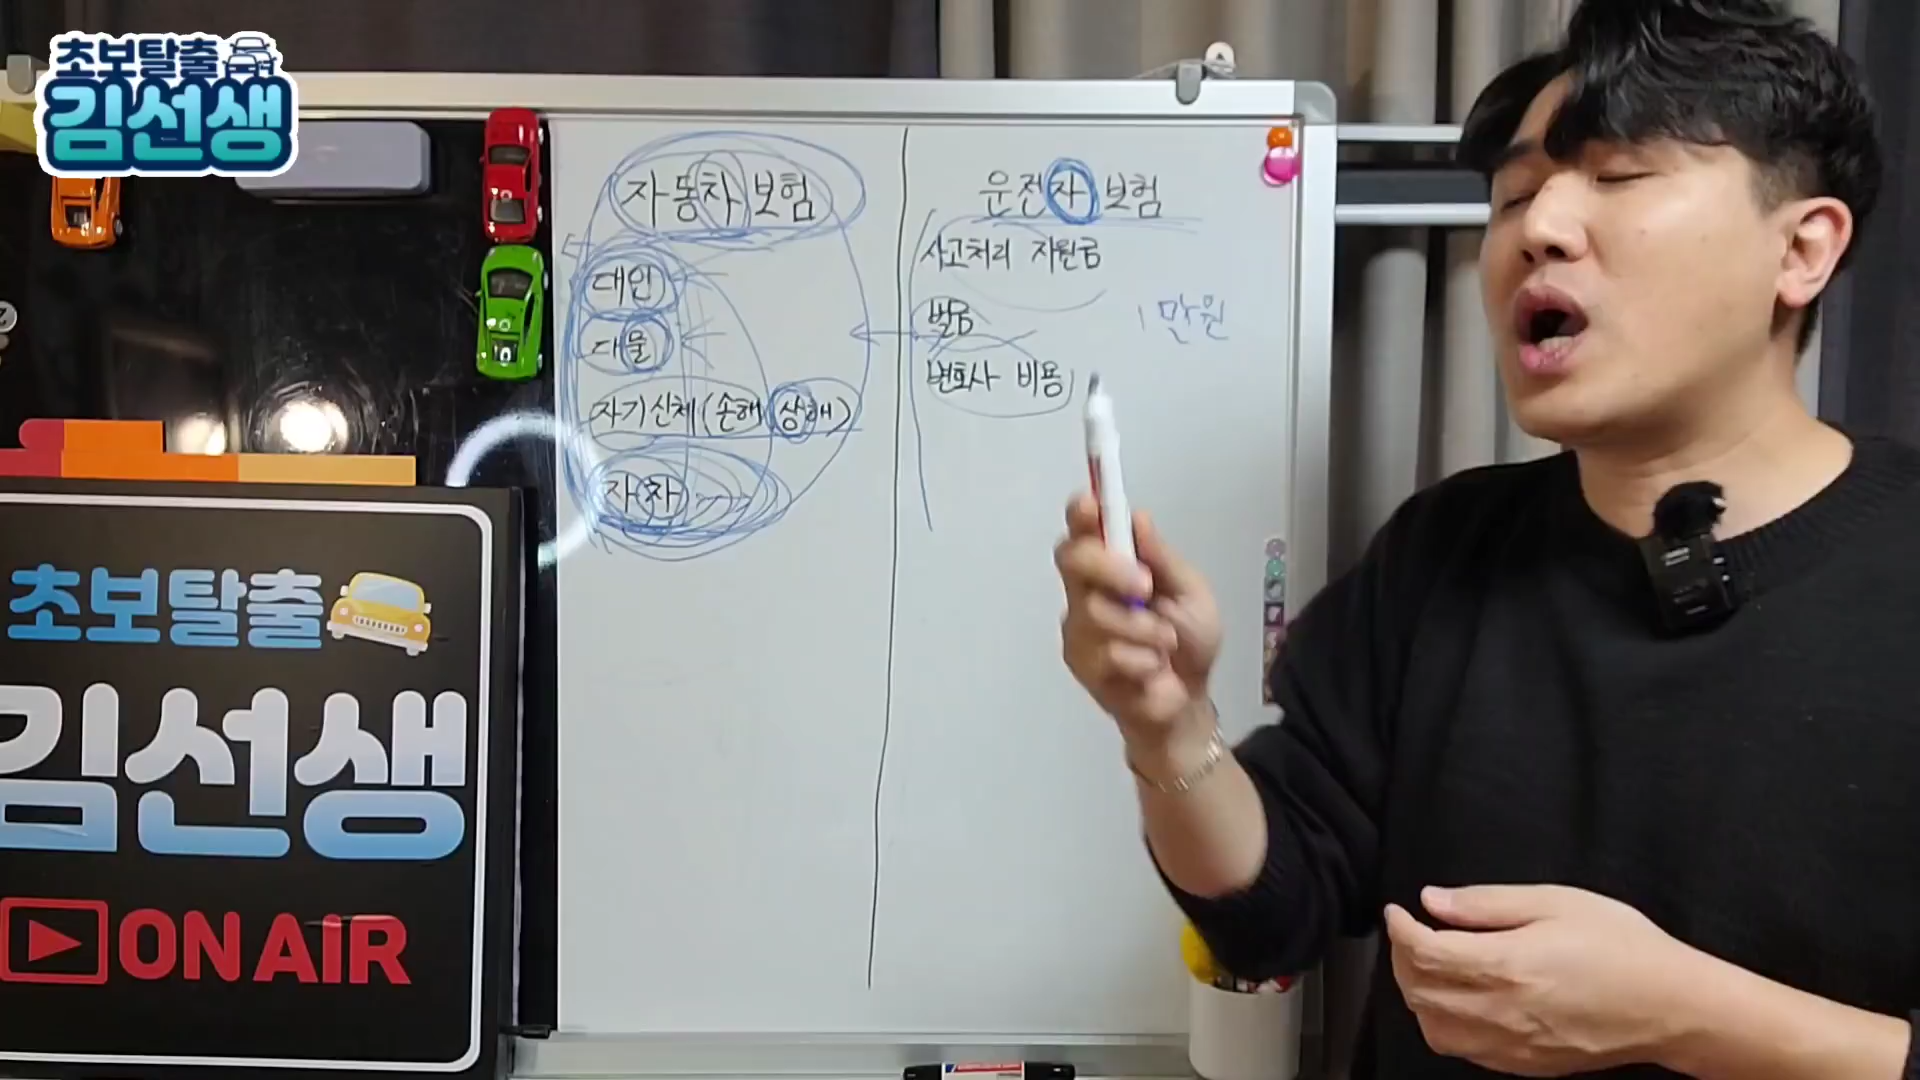 초보탈출
김선생
자동차보험
대인
대물
자기신체(손해 상해)
자차
운전자보험
사고처리 지원금
벌금
변호사 비용
1만원
초보탈출
김선생
ON AIR